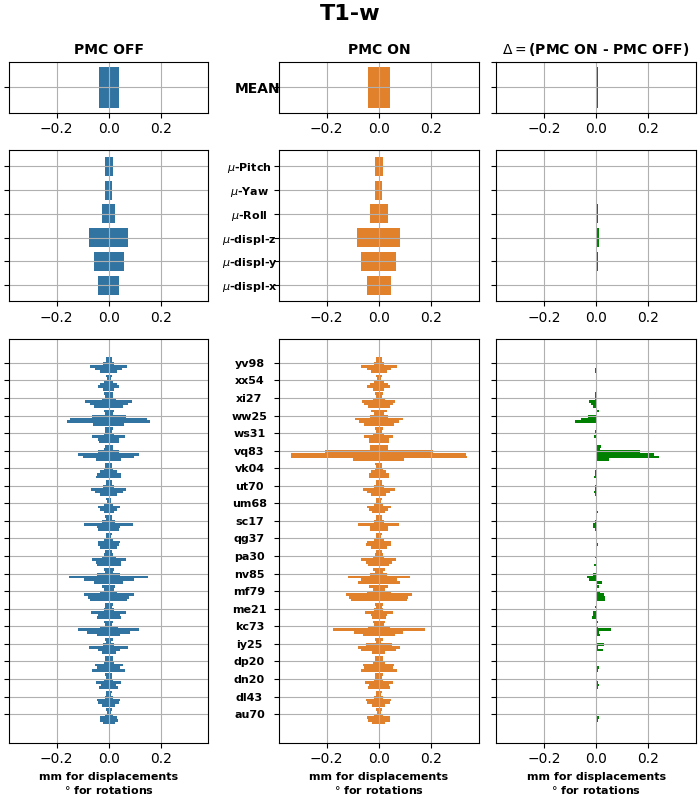 T1-w
PMC OFF
PMC ON
Δ = (PMC ON - PMC OFF)
MEAN
−0.2 0.0 0.2
−0.2 0.0 0.2
−0.2 0.0 0.2
μ-Pitch
μ-Yaw
μ-Roll
μ-displ-z
μ-displ-y
μ-displ-x
−0.2 0.0 0.2
−0.2 0.0 0.2
−0.2 0.0 0.2
yv98
xx54
xi27
ww25
ws31
vq83
vk04
ut70
um68
sc17
qg37
pa30
nv85
mf79
me21
kc73
iy25
dp20
dn20
dl43
au70
−0.2 0.0 0.2
−0.2 0.0 0.2
−0.2 0.0 0.2
mm for displacements
° for rotations
mm for displacements
° for rotations
mm for displacements
° for rotations